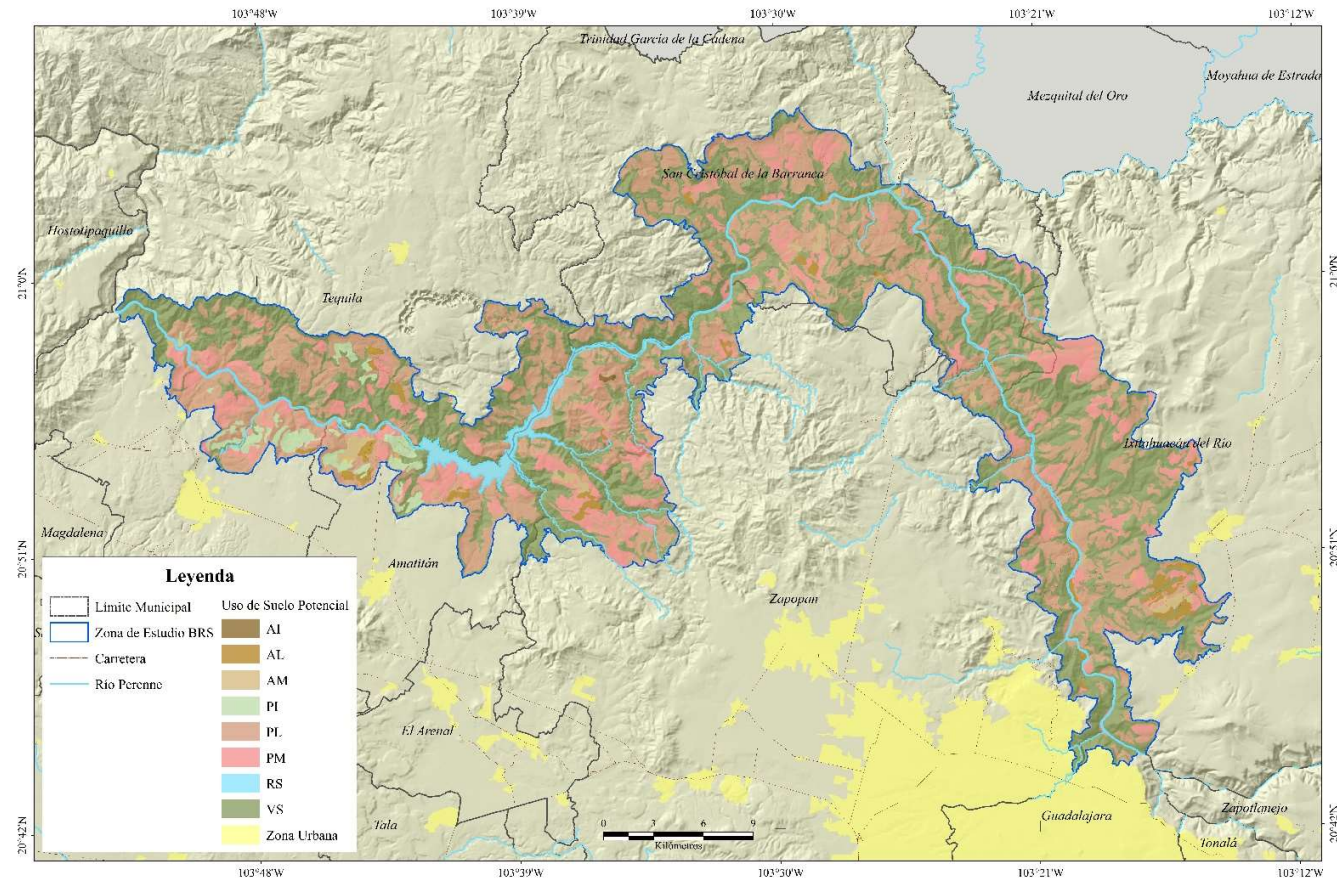 103°48'W 103°39'W 103°30'W 103°21'W 103°12'W
Trinidad García de la Cadena
Moyahua de Estrada
Mezquital del Oro
San Cristóbal de la Barranca
Hostotipaquillo
21°0'N
21°0'N
Tequila
Ixtlahuacán del Río
Magdalena
20°51'N
20°51'N
Amatitán
Zapopan
Leyenda
Límite Municipal
Zona de Estudio BRS
Carretera
Río Perenne
Uso de Suelo Potencial
AI
AL
AM
PI
PL
PM
RS
VS
Zona Urbana
El Arenal
Tala
0 3 6 9
Kilómetros
Guadalajara
Zapotlanejo
Tonalá
20°42'N
20°42'N
103°48'W 103°39'W 103°30'W 103°21'W 103°12'W